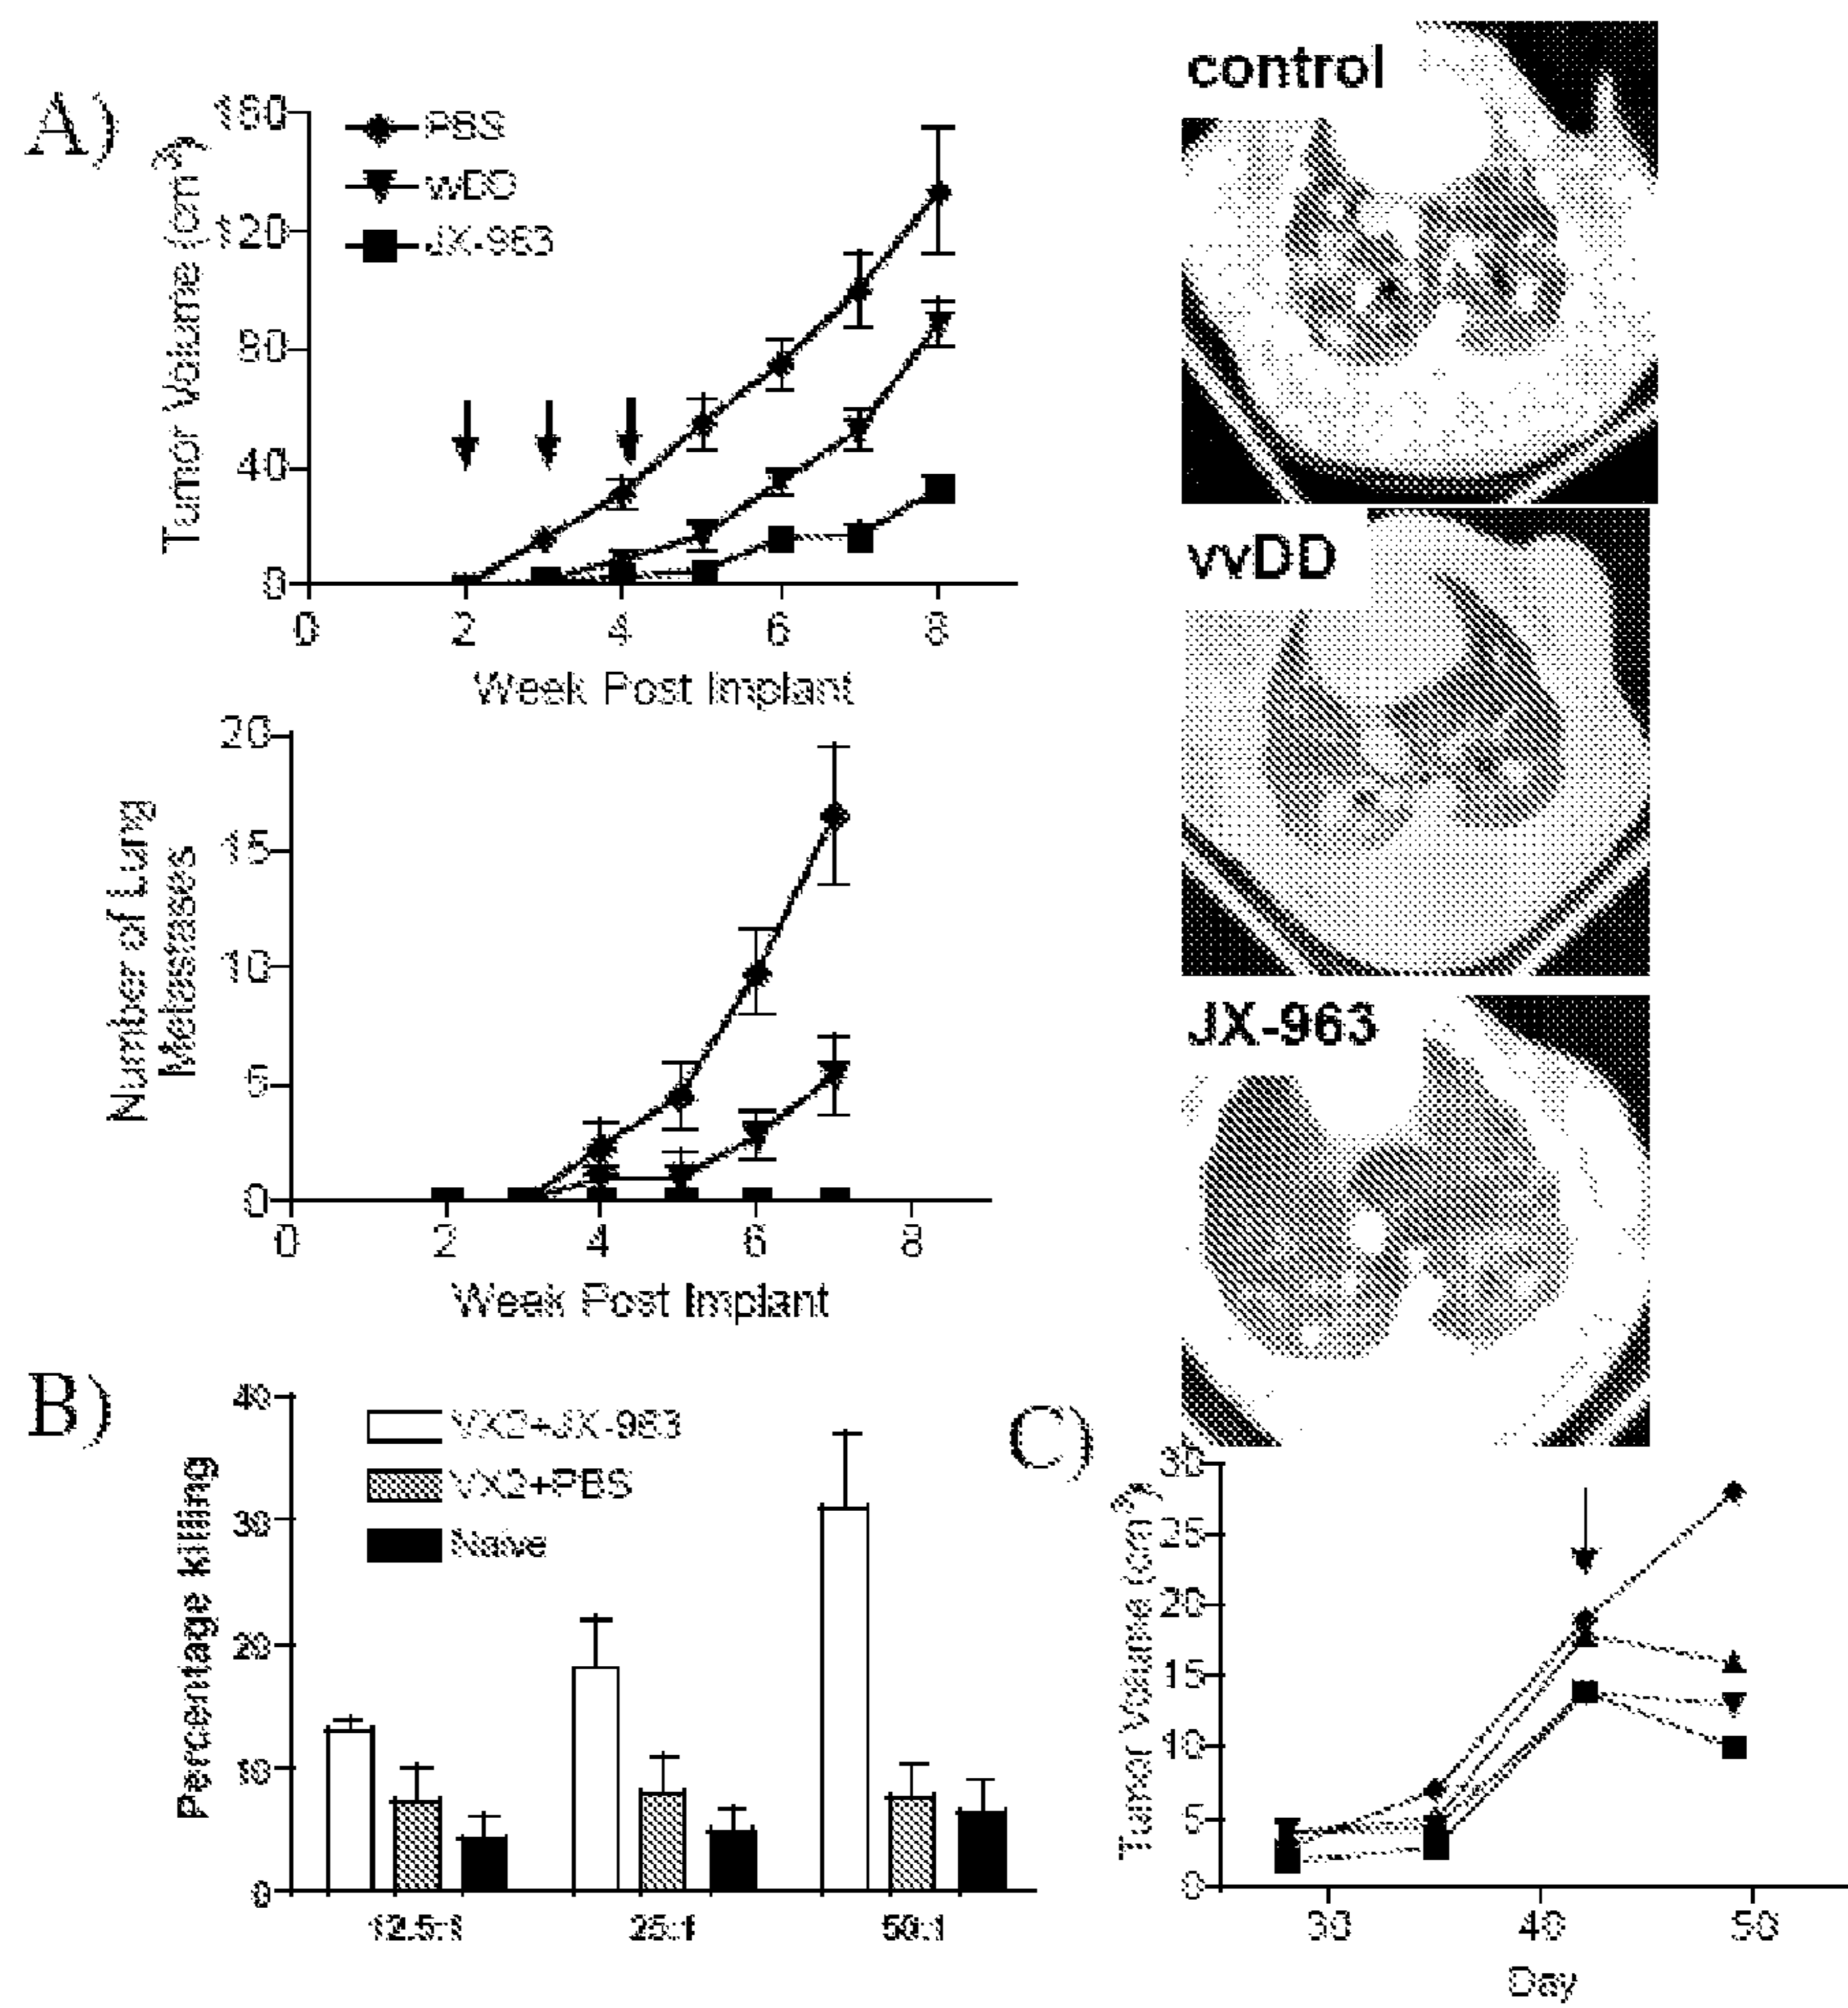 A)
160
120
80
40
0
PBS
vvDD
JX-963
Tumor Volume (cm³)
0 2 4 6 8
Week Post Implant
20
15
10
5
0
Number of Lung
Metastases
0 2 4 6 8
Week Post Implant
control
vvDD
JX-963
B)
40
30
20
10
0
VX2+JX-963
VX2+PBS
Naive
Percentage Killing
12.5:1 25:1 50:1
C)
30
25
20
15
10
5
0
Tumor Volume (cm³)
30 40 50
Day